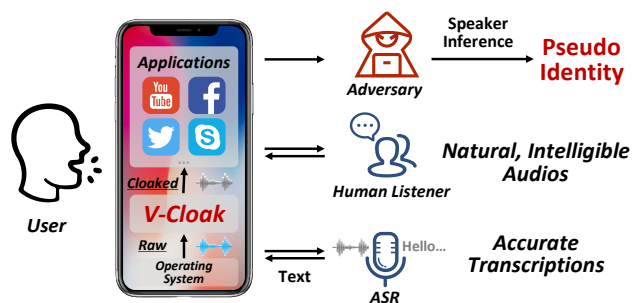 Applications
You
Tube
f
S
...
Cloaked
V-Cloak
Raw
Operating
System
User
Adversary
Speaker
Inference
Pseudo
Identity
Human Listener
Natural, Intelligible
Audios
Hello...
Text
ASR
Accurate
Transcriptions